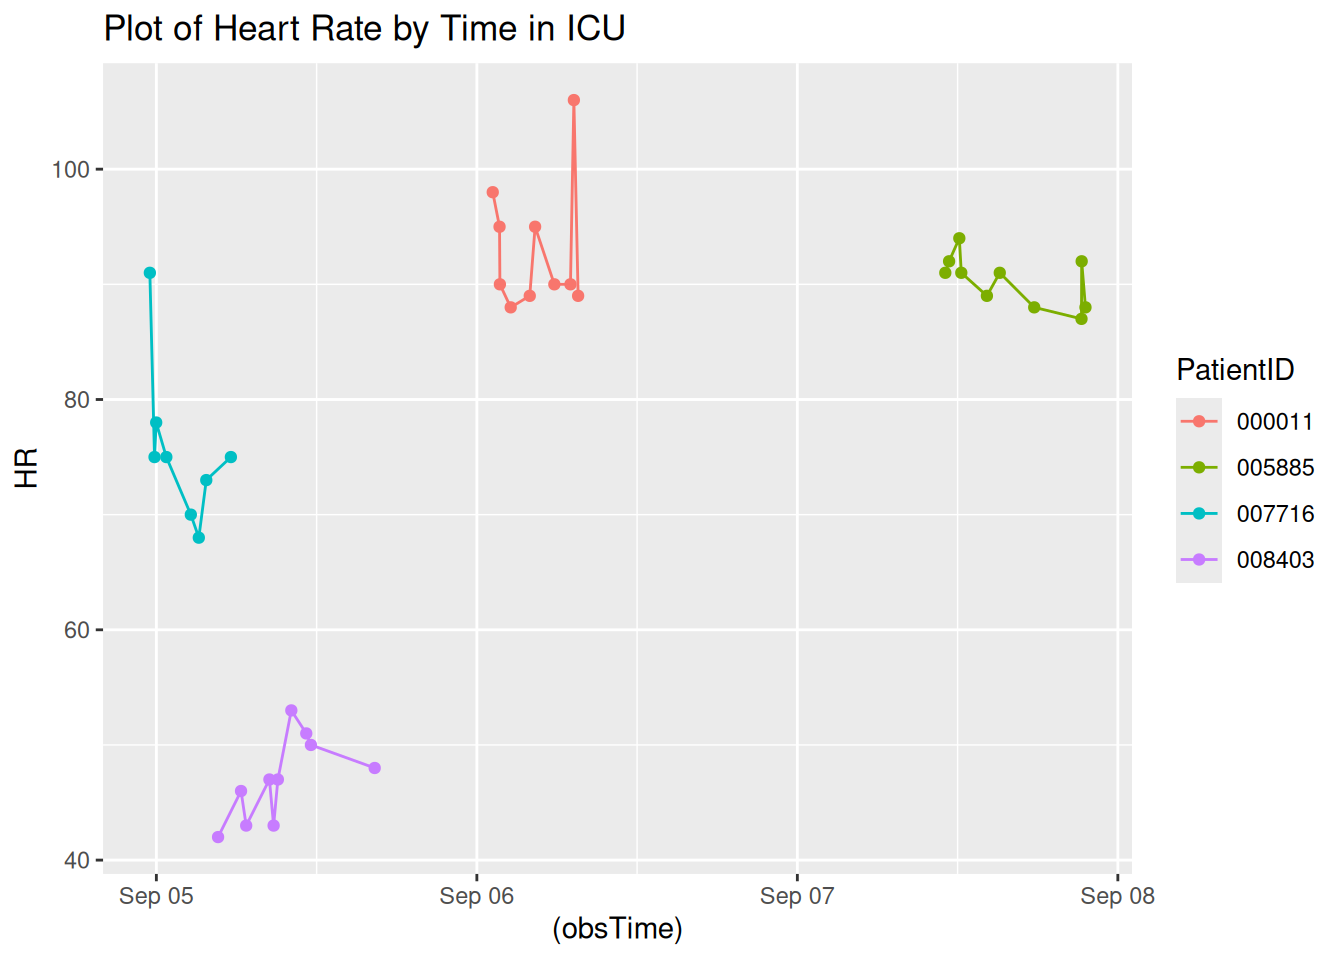 Plot of Heart Rate by Time in ICU
100
80
60
40
HR
Sep 05
Sep 06
Sep 07
Sep 08
(obsTime)
PatientID
000011
005885
007716
008403